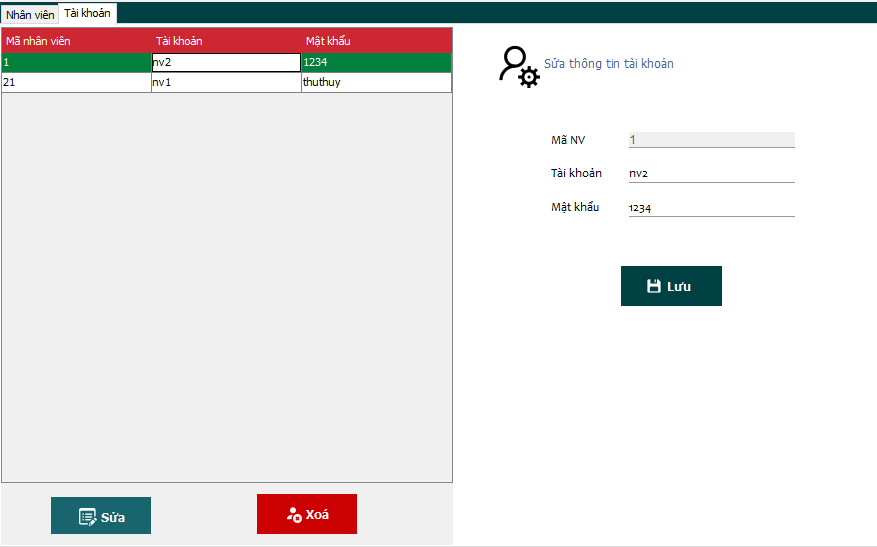 Nhân viên Tài khoản
Mã nhân viên Tài khoản Mật khẩu
1 nv2 1234
21 nv1 thuthuy
Sửa Xoá
Sửa thông tin tài khoản
Mã NV 1
Tài khoản nv2
Mật khẩu 1234
Lưu